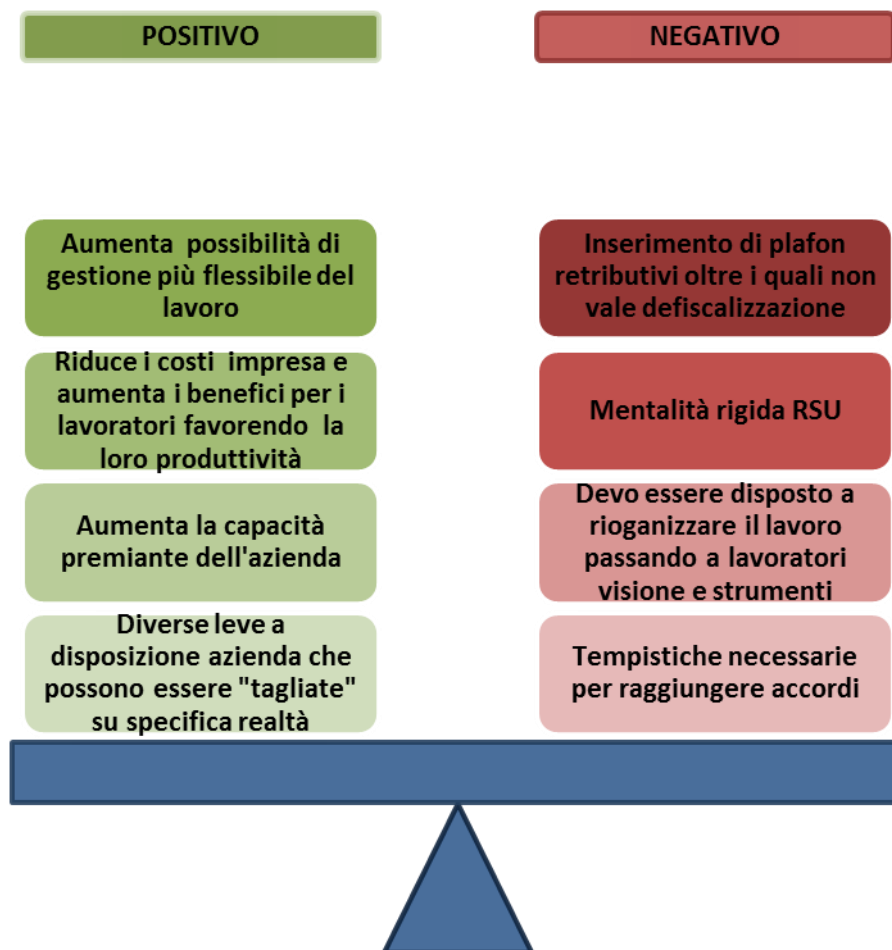 POSITIVO
NEGATIVO
Aumenta possibilità di
gestione più flessibile del
lavoro
Riduce i costi impresa e
aumenta i benefici per i
lavoratori favorendo la
loro produttività
Aumenta la capacità
premiante dell'azienda
Diverse leve a
disposizione azienda che
possono essere "tagliate"
su specifica realtà
Inserimento di plafon
retributivi oltre i quali non
vale defiscalizzazione
Mentalità rigida RSU
Devo essere disposto a
rioganizzare il lavoro
passando a lavoratori
visione e strumenti
Tempistiche necessarie
per raggiungere accordi